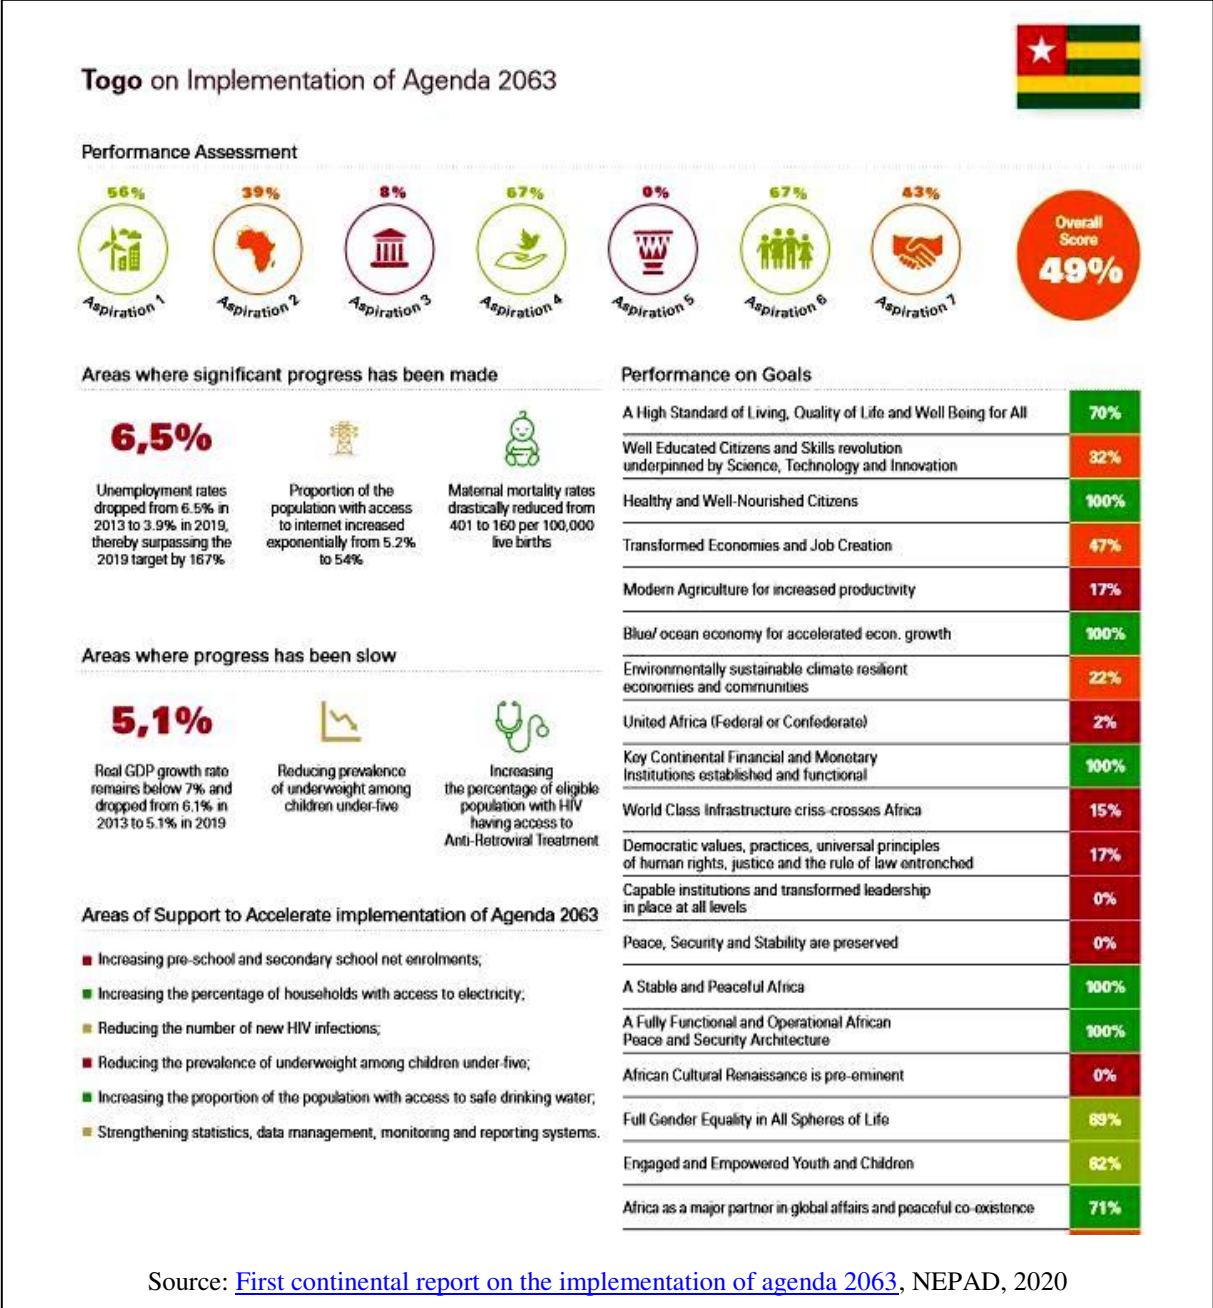 Togo on Implementation of Agenda 2063
Performance Assessment
56%
39%
8%
67%
0%
67%
43%
Aspiration 1
Aspiration 2
Aspiration 3
Aspiration 4
Aspiration 5
Aspiration 6
Aspiration 7
Overall
Score
49%
Areas where significant progress has been made
6,5%
Unemployment rates
dropped from 6.5% in
2013 to 3.9% in 2019,
thereby surpassing the
2019 target by 167%
Proportion of the
population with access
to internet increased
exponentially from 5.2%
to 54%
Maternal mortality rates
drastically reduced from
401 to 160 per 100,000
live births
Areas where progress has been slow
5,1%
Real GDP growth rate
remains below 7% and
dropped from 6.1% in
2013 to 5.1% in 2019
Reducing prevalence
of underweight among
children under-five
Increasing
the percentage of eligible
population with HIV
having access to
Anti-Retroviral Treatment
Areas of Support to Accelerate implementation of Agenda 2063
Increasing pre-school and secondary school net enrolments;
Increasing the percentage of households with access to electricity;
Reducing the number of new HIV infections;
Reducing the prevalence of underweight among children under-five;
Increasing the proportion of the population with access to safe drinking water;
Strengthening statistics, data management, monitoring and reporting systems.
Performance on Goals
A High Standard of Living, Quality of Life and Well Being for All
70%
Well Educated Citizens and Skills revolution
underpinned by Science, Technology and Innovation
32%
Healthy and Well-Nourished Citizens
100%
Transformed Economies and Job Creation
47%
Modern Agriculture for increased productivity
17%
Blue/ ocean economy for accelerated econ. growth
100%
Environmentally sustainable climate resilient
economies and communities
22%
United Africa (Federal or Confederate)
2%
Key Continental Financial and Monetary
Institutions established and functional
100%
World Class Infrastructure criss-crosses Africa
15%
Democratic values, practices, universal principles
of human rights, justice and the rule of law entrenched
17%
Capable institutions and transformed leadership
in place at all levels
0%
Peace, Security and Stability are preserved
0%
A Stable and Peaceful Africa
100%
A Fully Functional and Operational African
Peace and Security Architecture
100%
African Cultural Renaissance is pre-eminent
0%
Full Gender Equality in All Spheres of Life
69%
Engaged and Empowered Youth and Children
62%
Africa as a major partner in global affairs and peaceful co-existence
71%
Source: First continental report on the implementation of agenda 2063, NEPAD, 2020